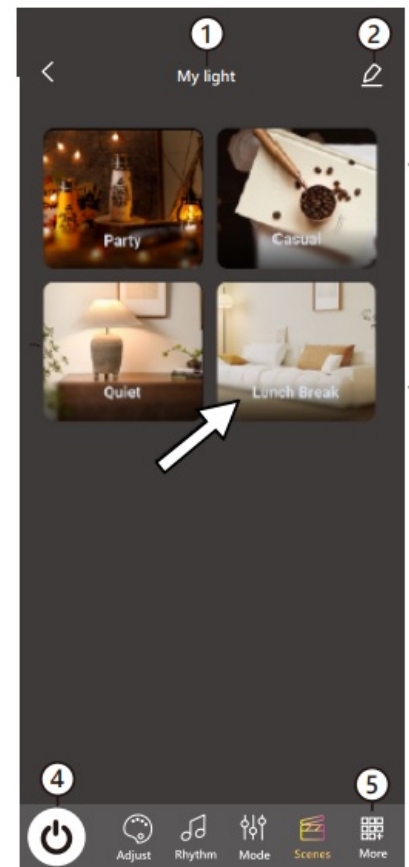 1 2
My light
Party Casual
Quiet Lunch Break
4 5
Adjust Rhythm Mode Scenes More